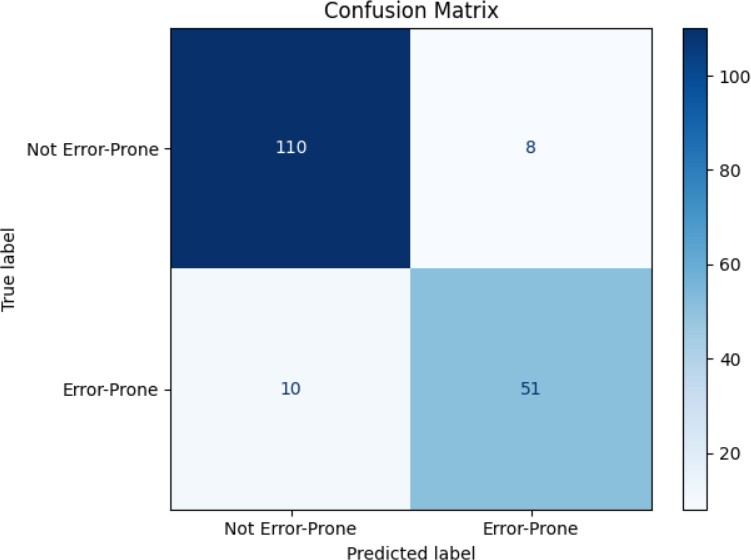 Confusion Matrix
Not Error-Prone
110
8
Error-Prone
10
51
Not Error-Prone
Error-Prone
Predicted label
True label
100
80
60
40
20